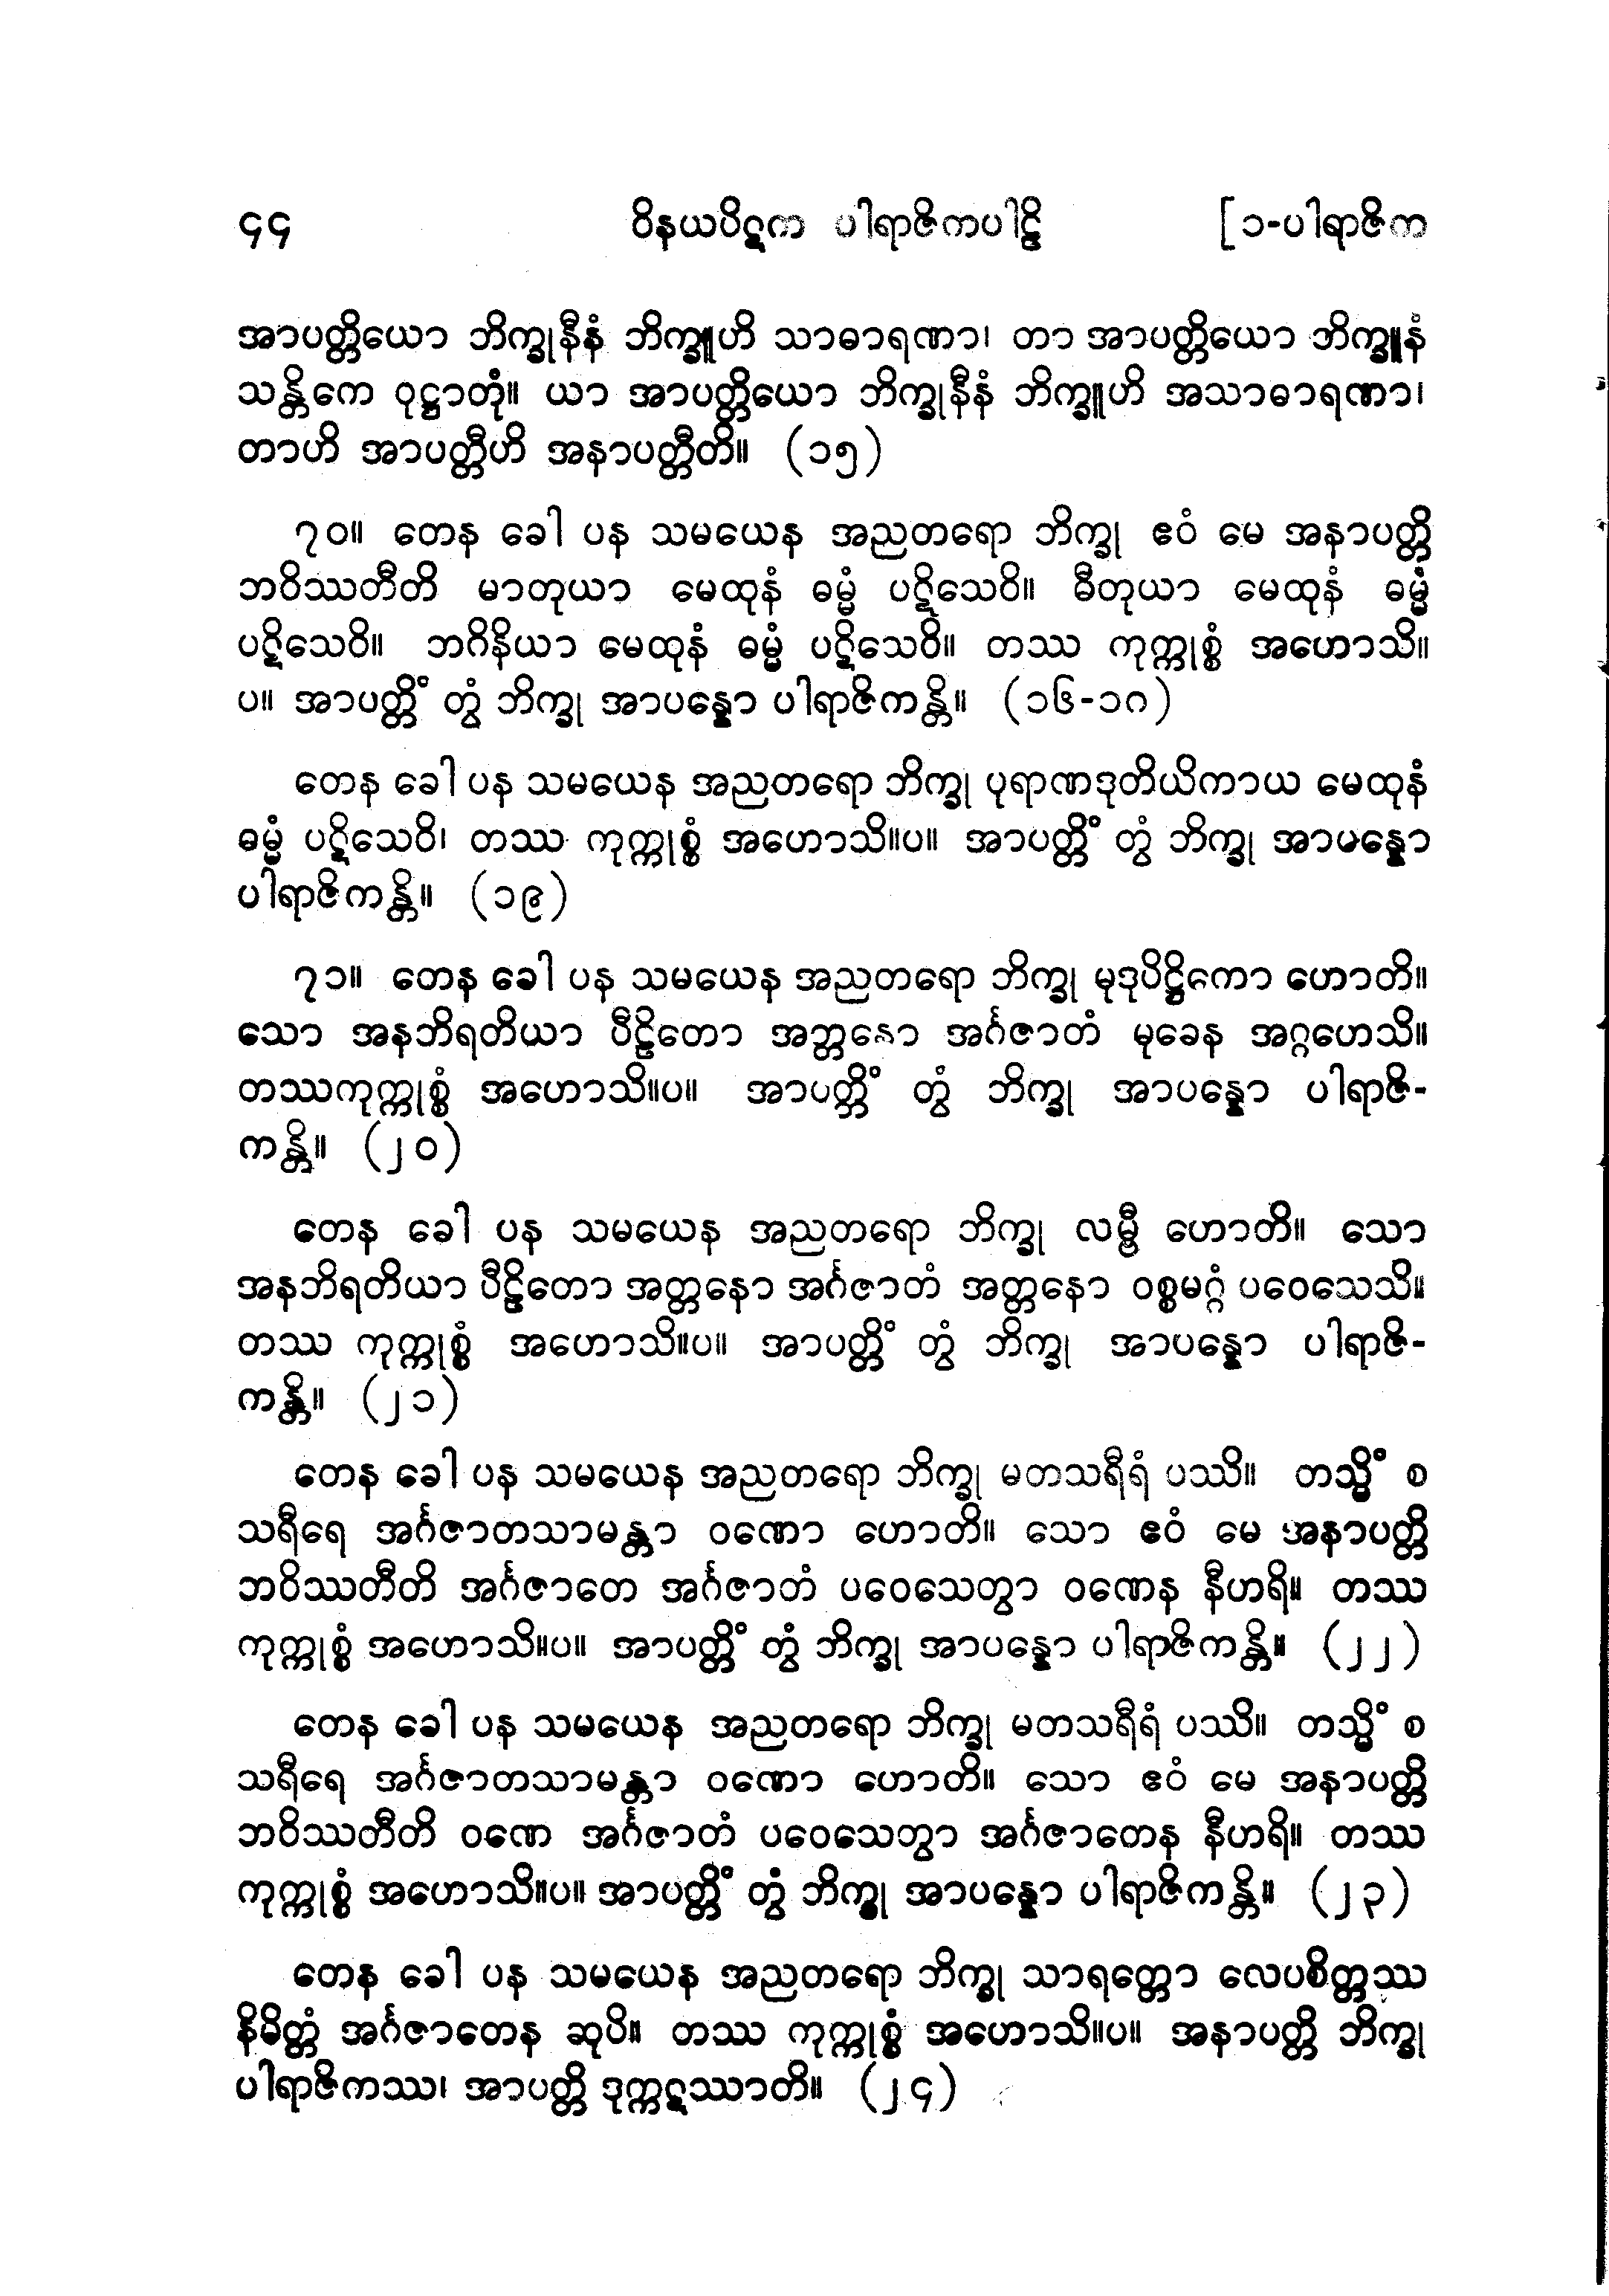 ၄၄ ဝိနယပိဋက ပါရာဇိကပါဠိ [၁-ပါရာဇိက
အာပတ္တိယော ဘိက္ခုနီနံ ဘိက္ခူဟိ သာဓာရဏာ၊ တာ အာပတ္တိယော ဘိက္ခူနံ
သန္တိကေ ဝုဋ္ဌာတုံ။ ယာ အာပတ္တိယော ဘိက္ခုနီနံ ဘိက္ခူဟိ အသာဓာရဏာ၊
တာဟိ အာပတ္တီဟိ အနာပတ္တီတိ။ (၁၅)
၇၀။ တေန ခေါ ပန သမယေန အညတရော ဘိက္ခု ဧဝံ မေ အနာပတ္တိ
ဘဝိဿတီတိ မာတုယာ မေထုနံ ဓမ္မံ ပဋိသေဝိ။ ဓီတုယာ မေထုနံ ဓမ္မံ
ပဋိသေဝိ။ ဘဂိနိယာ မေထုနံ ဓမ္မံ ပဋိသေဝိ။ တဿ ကုက္ကုစ္စံ အဟောသိ။
ပ။ အာပတ္တိံ တွံ ဘိက္ခု အာပန္နော ပါရာဇိကန္တိ။ (၁၆-၁၈)
တေန ခေါ ပန သမယေန အညတရော ဘိက္ခု ပုရာဏဒုတိယိကာယ မေထုနံ
ဓမ္မံ ပဋိသေဝိ၊ တဿ ကုက္ကုစ္စံ အဟောသိ။ပ။ အာပတ္တိံ တွံ ဘိက္ခု အာပန္နော
ပါရာဇိကန္တိ။ (၁၉)
၇၁။ တေန ခေါ ပန သမယေန အညတရော ဘိက္ခု မုဒုပိဋ္ဌိကော ဟောတိ။
သော အနဘိရတိယာ ပီဠိတော အတ္တနော အင်္ဂဇာတံ မုခေန အဂ္ဂဟေသိ။
တဿကုက္ကုစ္စံ အဟောသိ။ပ။ အာပတ္တိံ တွံ ဘိက္ခု အာပန္နော ပါရာဇိ-
ကန္တိ။ (၂၀)
တေန ခေါ ပန သမယေန အညတရော ဘိက္ခု လမ္ဗီ ဟောတိ။ သော
အနဘိရတိယာ ပီဠိတော အတ္တနော အင်္ဂဇာတံ အတ္တနော ဝစ္စမဂ္ဂံ ပဝေသေသိ။
တဿ ကုက္ကုစ္စံ အဟောသိ။ပ။ အာပတ္တိံ တွံ ဘိက္ခု အာပန္နော ပါရာဇိ-
ကန္တိ။ (၂၁)
တေန ခေါ ပန သမယေန အညတရော ဘိက္ခု မတသရီရံ ပဿိ။ တသ္မိံ စ
သရီရေ အင်္ဂဇာတသာမန္တာ ဝဏော ဟောတိ။ သော ဧဝံ မေ အနာပတ္တိ
ဘဝိဿတီတိ အင်္ဂဇာတေ အင်္ဂဇာတံ ပဝေသေတွာ ဝဏေန နီဟရိ။ တဿ
ကုက္ကုစ္စံ အဟောသိ။ပ။ အာပတ္တိံ တွံ ဘိက္ခု အာပန္နော ပါရာဇိကန္တိ။ (၂၂)
တေန ခေါ ပန သမယေန အညတရော ဘိက္ခု မတသရီရံ ပဿိ။ တသ္မိံ စ
သရီရေ အင်္ဂဇာတသာမန္တာ ဝဏော ဟောတိ။ သော ဧဝံ မေ အနာပတ္တိ
ဘဝိဿတီတိ ဝဏေ အင်္ဂဇာတံ ပဝေသေတွာ အင်္ဂဇာတေန နီဟရိ။ တဿ
ကုက္ကုစ္စံ အဟောသိ။ပ။ အာပတ္တိံ တွံ ဘိက္ခု အာပန္နော ပါရာဇိကန္တိ။ (၂၃)
တေန ခေါ ပန သမယေန အညတရော ဘိက္ခု သာရတ္တော လေပစိတ္တဿ
နိမိတ္တံ အင်္ဂဇာတေန ဆုပိ။ တဿ ကုက္ကုစ္စံ အဟောသိ။ပ။ အနာပတ္တိ ဘိက္ခု
ပါရာဇိကဿ၊ အာပတ္တိ ဒုက္ကဋဿာတိ။ (၂၄)